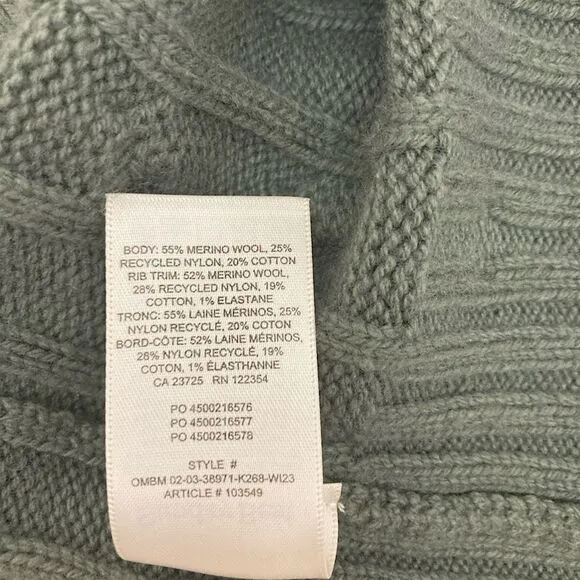 BODY: 55% MERINO WOOL, 25%
RECYCLED NYLON, 20% COTTON
RIB TRIM: 52% MERINO WOOL,
28% RECYCLED NYLON, 19%
COTTON, 1% ELASTANE
TRONC: 55% LAINE MÉRINOS, 25%
NYLON RECYCLÉ, 20% COTON
BORD-CÔTE: 52% LAINE MÉRINOS,
28% NYLON RECYCLÉ, 19%
COTON, 1% ÉLASTHANNE
CA 23725 RN 122354
PO 4500216576
PO 4500216577
PO 4500216578
STYLE #
OMBM 02-03-38971-K268-WI23
ARTICLE # 103549